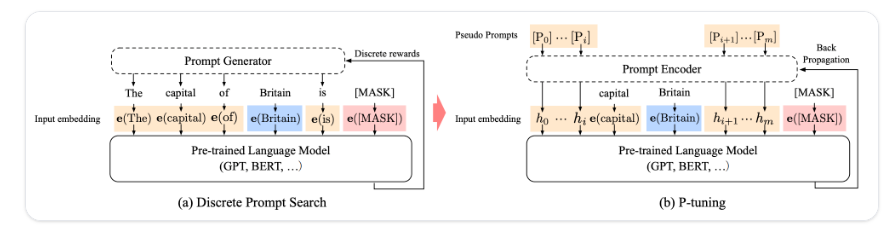 Prompt Generator
Discrete rewards
The capital of Britain is [MASK]
Input embedding e(The) e(capital) e(of) e(Britain) e(is) e([MASK])
Pre-trained Language Model
(GPT, BERT, …)
(a) Discrete Prompt Search
Pseudo Prompts [P0] ⋯ [Pi] [Pi+1] ⋯ [Pm]
Back
Propagation
Prompt Encoder
capital Britain [MASK]
Input embedding h0 ⋯ hi e(capital) e(Britain) hi+1 ⋯ hm e([MASK])
Pre-trained Language Model
(GPT, BERT, …)
(b) P-tuning